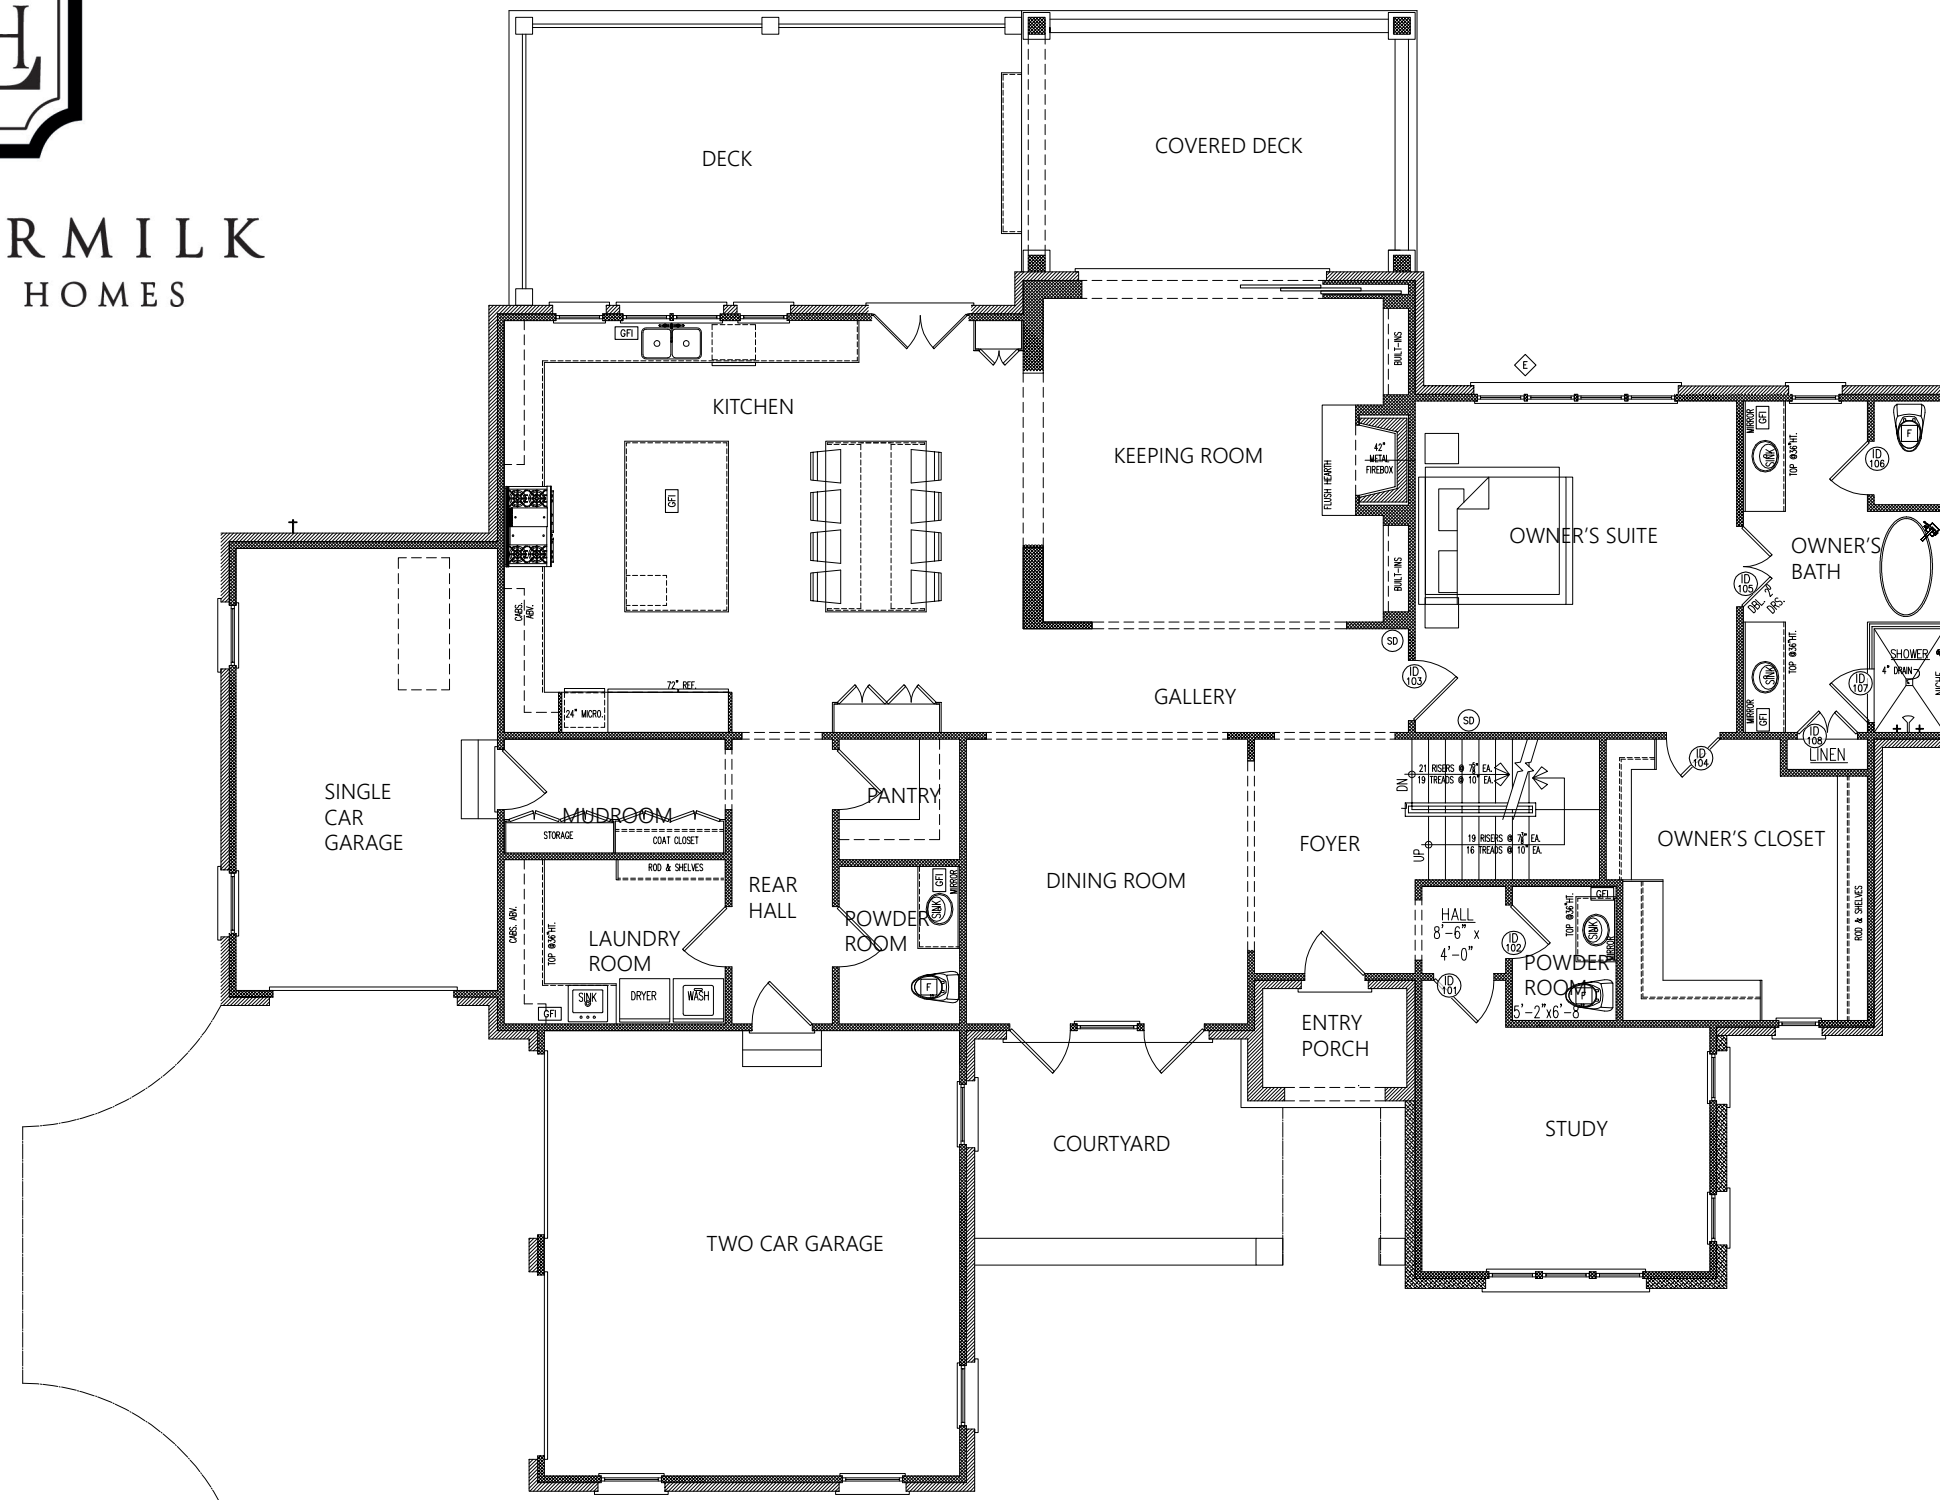 H
L
RMILK
HOMES
DECK
COVERED DECK
GFI
KITCHEN
BUILT-INS
E
KEEPING ROOM
42"
METAL
FIREBOX
FLUSH HEARTH
GFI
BUILT-INS
OWNER'S SUITE
MIRROR
GFI
SINK
TOP @36"HT.
ID
106
F
OWNER'S
BATH
ID
105
DBL. 2°
DRS.
CABS.
ABV.
SD
72" REF.
24" MICRO.
GALLERY
ID
103
SD
SINK
TOP @36"HT.
MIRROR
GFI
SHOWER
4" DRAIN
NICHE
ID
107
ID
108
LINEN
ID
104
SINGLE
CAR
GARAGE
MUDROOM
STORAGE
COAT CLOSET
PANTRY
DN
21 RISERS @ 7⅞" EA.
19 TREADS @ 10" EA.
19 RISERS @ 7⅞" EA.
16 TREADS @ 10" EA.
UP
FOYER
OWNER'S CLOSET
ROD & SHELVES
ROD & SHELVES
REAR
HALL
DINING ROOM
GFI
MIRROR
SINK
POWDER
ROOM
F
CABS. ABV.
TOP @36"HT.
LAUNDRY
ROOM
SINK
DRYER
WASH
GFI
HALL
8'-6" x
4'-0"
ID
102
ID
101
GFI
TOP @36"HT.
SINK
MIRROR
POWDER
ROOM
F
5'-2"x6'-8"
ENTRY
PORCH
COURTYARD
STUDY
TWO CAR GARAGE